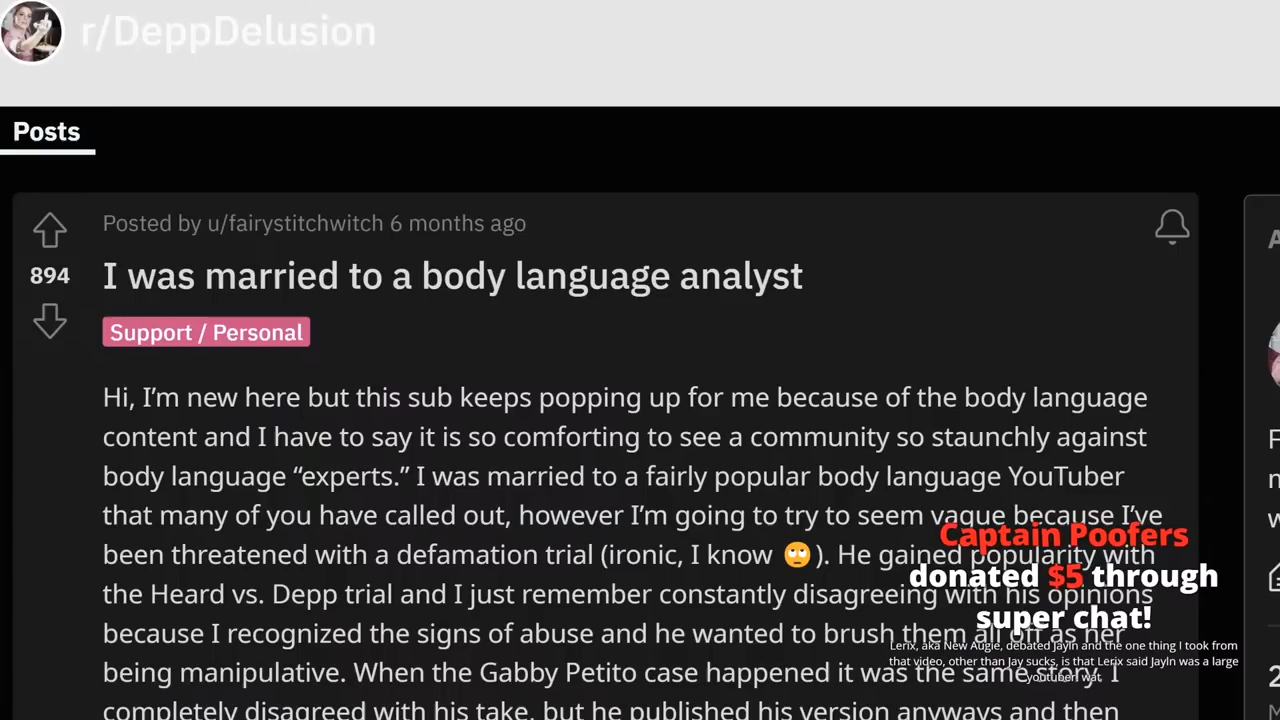 r/DeppDelusion
Posts
Posted by u/fairystitchwitch 6 months ago
894
I was married to a body language analyst
Support / Personal
Hi, I’m new here but this sub keeps popping up for me because of the body language
content and I have to say it is so comforting to see a community so staunchly against
body language “experts.” I was married to a fairly popular body language YouTuber
that many of you have called out, however I’m going to try to seem vague because I’ve
been threatened with a defamation trial (ironic, I know 🙄). He gained popularity with
the Heard vs. Depp trial and I just remember constantly disagreeing with his opinions
because I recognized the signs of abuse and he wanted to brush them all off as her
being manipulative. When the Gabby Petito case happened it was the same story. I
completely disagreed with his take, but he published his version anyways and then
Captain Poofers
donated $5 through
super chat!
Lerix, aka New Augie, debated Jayln and the one thing I took from
that video, other than Jay sucks, is that Lerix said Jayln was a large
youtuber. wat